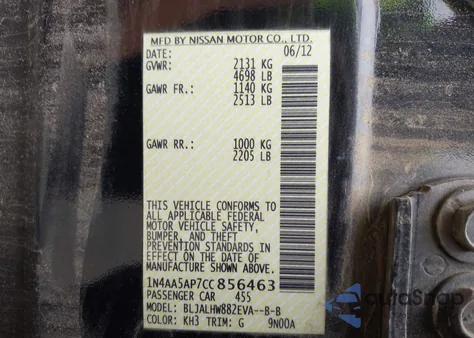 MFD BY NISSAN MOTOR CO., LTD.
DATE: 06/12
GVWR: 2131 KG
4698 LB
GAWR FR.: 1140 KG
2513 LB
GAWR RR.: 1000 KG
2205 LB
THIS VEHICLE CONFORMS TO
ALL APPLICABLE FEDERAL
MOTOR VEHICLE SAFETY,
BUMPER, AND THEFT
PREVENTION STANDARDS IN
EFFECT ON THE DATE OF
MANUFACTURE SHOWN ABOVE.
1N4AA5AP7CC856463
PASSENGER CAR 455
MODEL: BLJALHW882EVA--B-B
COLOR: KH3 TRIM: G 9N00A
AutoSnap